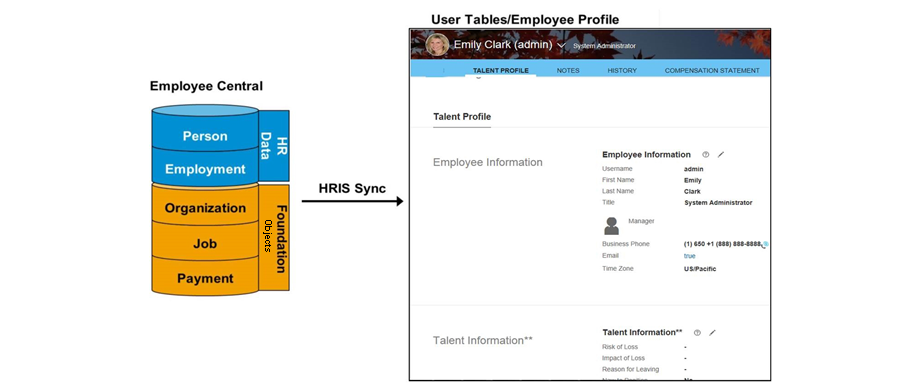 User Tables/Employee Profile
Emily Clark (admin)
System Administrator
TALENT PROFILE
NOTES
HISTORY
COMPENSATION STATEMENT
Employee Central
Person
Employment
HR
Data
Organization
Job
Payment
Foundation
Objects
HRIS Sync
Talent Profile
Employee Information
Employee Information
Username admin
First Name Emily
Last Name Clark
Title System Administrator
Manager
Business Phone (1) 650 +1 (888) 888-8888
Email true
Time Zone US/Pacific
Talent Information**
Talent Information**
Risk of Loss -
Impact of Loss -
Reason for Leaving -